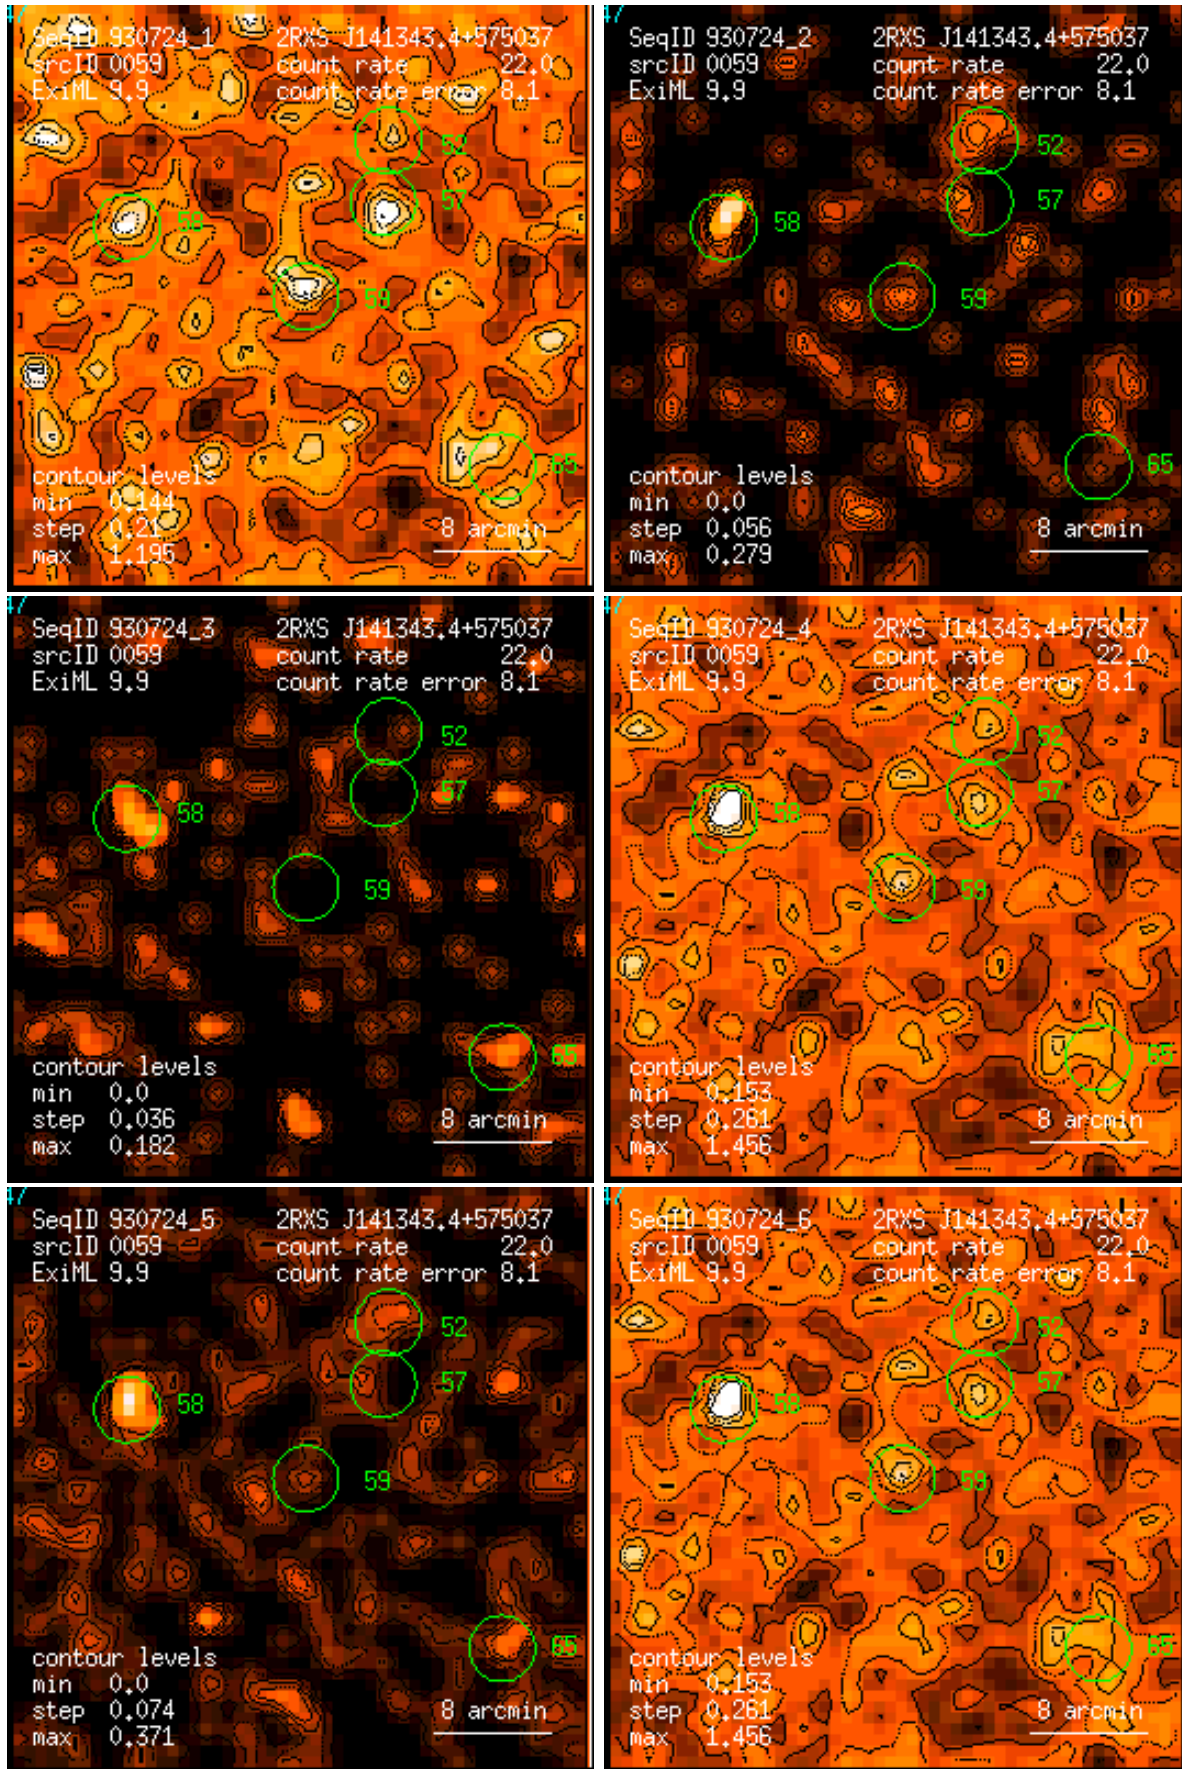 47
SeqID 930724_1 2RXS J141343.4+575037
srcID 0059 count rate 22.0
ExiML 9.9 count rate error 8.1
52
57
58
59
65
contour levels
min 0.144
step 0.21
max 1.195
8 arcmin
47
SeqID 930724_2 2RXS J141343.4+575037
srcID 0059 count rate 22.0
ExiML 9.9 count rate error 8.1
52
57
58
59
65
contour levels
min 0.0
step 0.056
max 0.279
8 arcmin
47
SeqID 930724_3 2RXS J141343.4+575037
srcID 0059 count rate 22.0
ExiML 9.9 count rate error 8.1
52
57
58
59
65
contour levels
min 0.0
step 0.036
max 0.182
8 arcmin
47
SeqID 930724_4 2RXS J141343.4+575037
srcID 0059 count rate 22.0
ExiML 9.9 count rate error 8.1
52
57
58
59
65
contour levels
min 0.153
step 0.261
max 1.456
8 arcmin
47
SeqID 930724_5 2RXS J141343.4+575037
srcID 0059 count rate 22.0
ExiML 9.9 count rate error 8.1
52
57
58
59
65
contour levels
min 0.0
step 0.074
max 0.371
8 arcmin
47
SeqID 930724_6 2RXS J141343.4+575037
srcID 0059 count rate 22.0
ExiML 9.9 count rate error 8.1
52
57
58
59
65
contour levels
min 0.153
step 0.261
max 1.456
8 arcmin